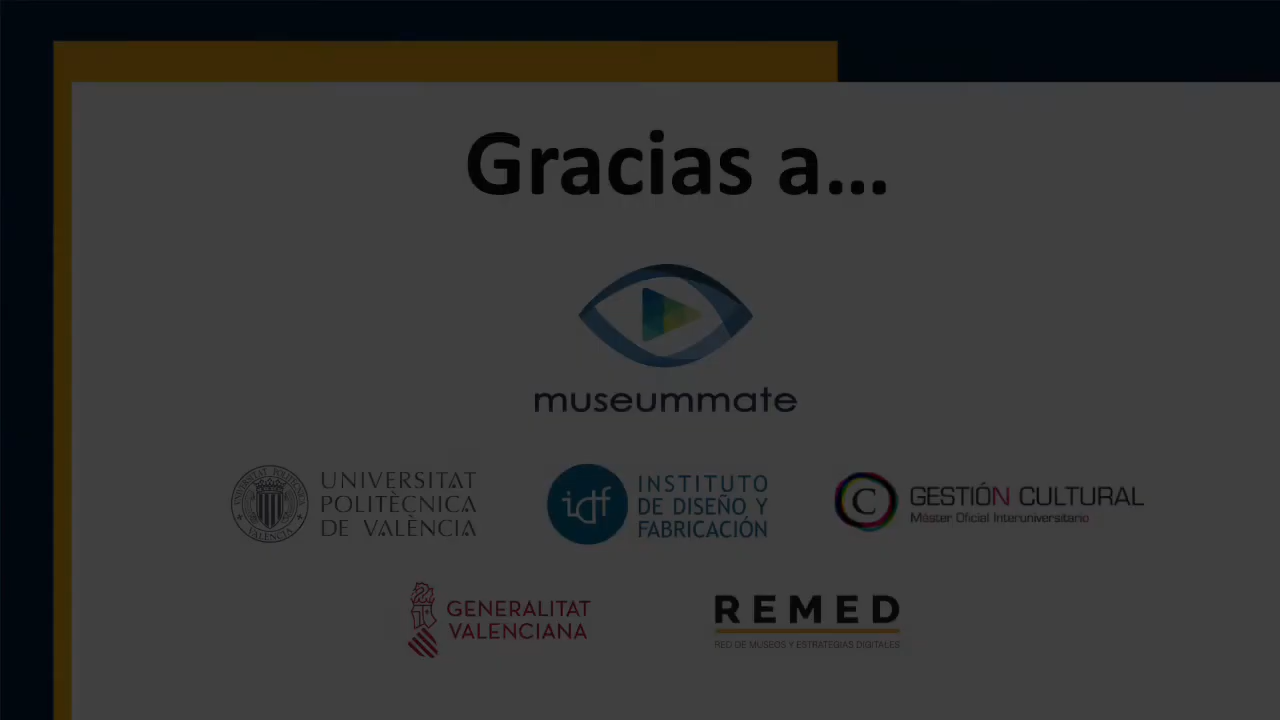 Gracias a...
museummate
UNIVERSITAT
POLITÈCNICA
DE VALÈNCIA
idf
INSTITUTO
DE DISEÑO Y
FABRICACIÓN
C
GESTIÓN CULTURAL
Máster Oficial Interuniversitario
GENERALITAT
VALENCIANA
REMED
RED DE MUSEOS Y ESTRATEGIAS DIGITALES